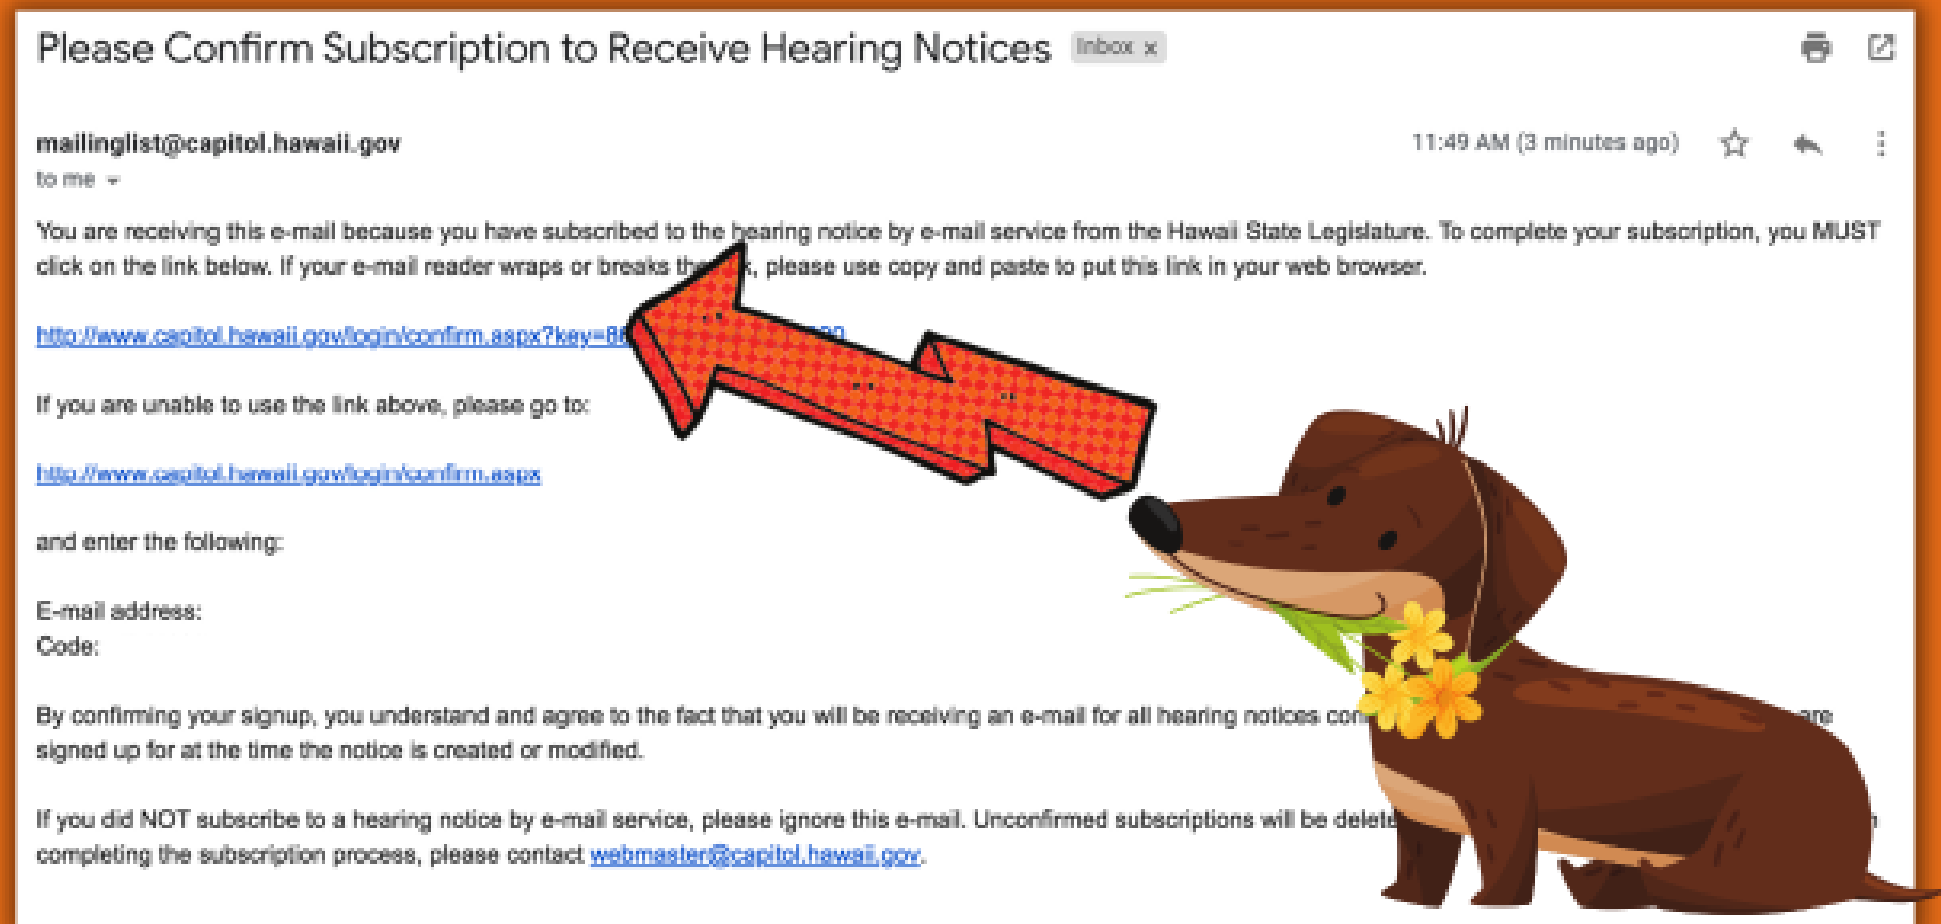 Please Confirm Subscription to Receive Hearing Notices Inbox x
mailinglist@capitol.hawaii.gov
11:49 AM (3 minutes ago)
to me
You are receiving this e-mail because you have subscribed to the hearing notice by e-mail service from the Hawaii State Legislature. To complete your subscription, you MUST
click on the link below. If your e-mail reader wraps or breaks the , please use copy and paste to put this link in your web browser.
http://www.capitol.hawaii.gov/login/confirm.aspx?key=8
If you are unable to use the link above, please go to:
http://www.capitol.hawaii.gov/login/confirm.aspx
and enter the following:
E-mail address:
Code:
By confirming your signup, you understand and agree to the fact that you will be receiving an e-mail for all hearing notices con are
signed up for at the time the notice is created or modified.
If you did NOT subscribe to a hearing notice by e-mail service, please ignore this e-mail. Unconfirmed subscriptions will be delete
completing the subscription process, please contact webmaster@capitol.hawaii.gov.